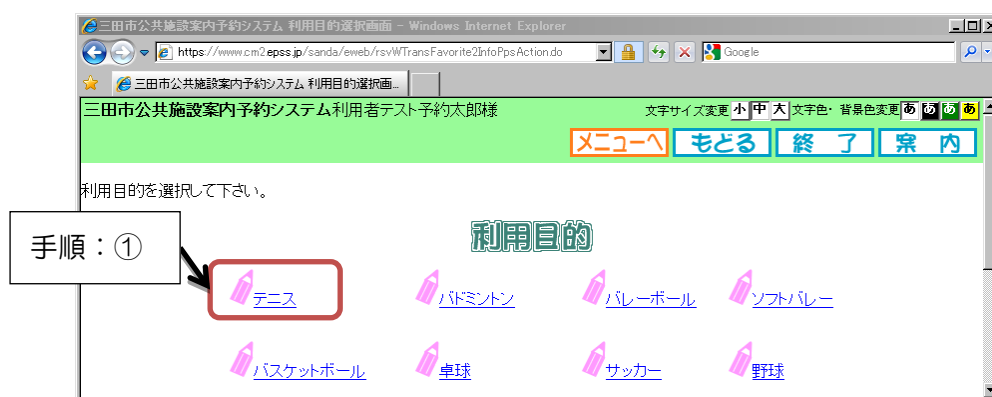 三田市公共施設案内予約システム 利用目的選択画面 - Windows Internet Explorer
https://www.cm2.epss.jp/sanda/eweb/rsvWTransFavorite2InfoPpsAction.do
Google
三田市公共施設案内予約システム 利用目的選択画...
三田市公共施設案内予約システム利用者テスト予約太郎様
文字サイズ変更 小 中 大 文字色・背景色変更 あ あ あ あ
メニューへ もどる 終 了 案 内
利用目的を選択して下さい。
利用目的
手順：①
テニス バドミントン バレーボール ソフトバレー
バスケットボール 卓球 サッカー 野球